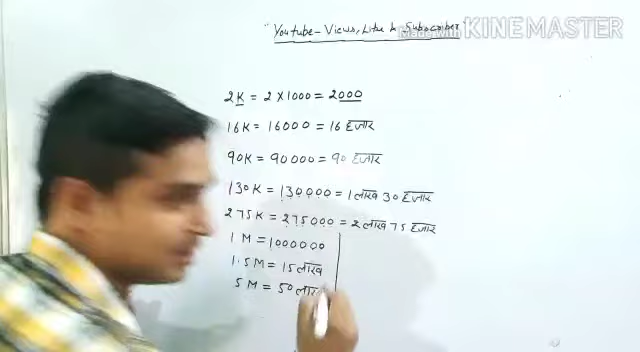 "Youtube - Views, Like & Subscriber"
Made with KINEMASTER
2K = 2 X 1000 = 2000
16K = 16000 = 16 हजार
90K = 90000 = 90 हजार
130K = 130000 = 1 लाख 30 हजार
275K = 275000 = 2 लाख 75 हजार
1 M = 1000000
1.5 M = 15 लाख
5 M = 50 लाख